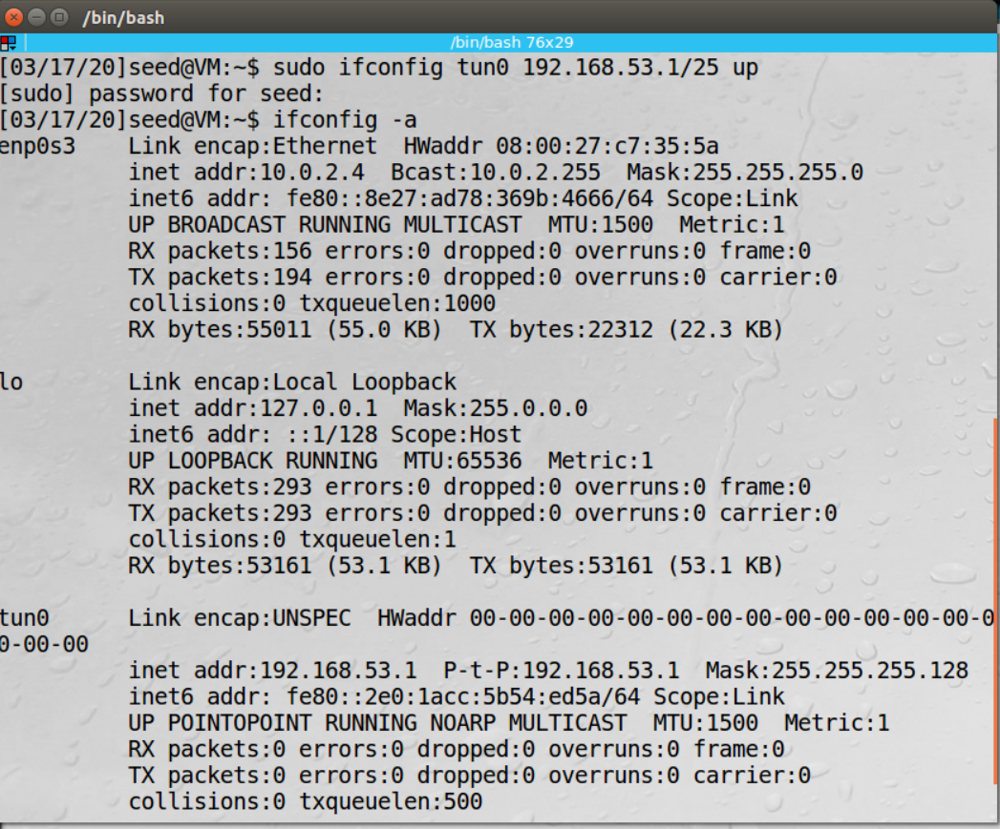 /bin/bash
/bin/bash 76x29
[03/17/20]seed@VM:~$ sudo ifconfig tun0 192.168.53.1/25 up
[sudo] password for seed:
[03/17/20]seed@VM:~$ ifconfig -a
enp0s3    Link encap:Ethernet  HWaddr 08:00:27:c7:35:5a
          inet addr:10.0.2.4  Bcast:10.0.2.255  Mask:255.255.255.0
          inet6 addr: fe80::8e27:ad78:369b:4666/64 Scope:Link
          UP BROADCAST RUNNING MULTICAST  MTU:1500  Metric:1
          RX packets:156 errors:0 dropped:0 overruns:0 frame:0
          TX packets:194 errors:0 dropped:0 overruns:0 carrier:0
          collisions:0 txqueuelen:1000
          RX bytes:55011 (55.0 KB)  TX bytes:22312 (22.3 KB)

lo        Link encap:Local Loopback
          inet addr:127.0.0.1  Mask:255.0.0.0
          inet6 addr: ::1/128 Scope:Host
          UP LOOPBACK RUNNING  MTU:65536  Metric:1
          RX packets:293 errors:0 dropped:0 overruns:0 frame:0
          TX packets:293 errors:0 dropped:0 overruns:0 carrier:0
          collisions:0 txqueuelen:1
          RX bytes:53161 (53.1 KB)  TX bytes:53161 (53.1 KB)

tun0      Link encap:UNSPEC  HWaddr 00-00-00-00-00-00-00-00-00-00-00-00-00-0
0-00-00
          inet addr:192.168.53.1  P-t-P:192.168.53.1  Mask:255.255.255.128
          inet6 addr: fe80::2e0:1acc:5b54:ed5a/64 Scope:Link
          UP POINTOPOINT RUNNING NOARP MULTICAST  MTU:1500  Metric:1
          RX packets:0 errors:0 dropped:0 overruns:0 frame:0
          TX packets:0 errors:0 dropped:0 overruns:0 carrier:0
          collisions:0 txqueuelen:500